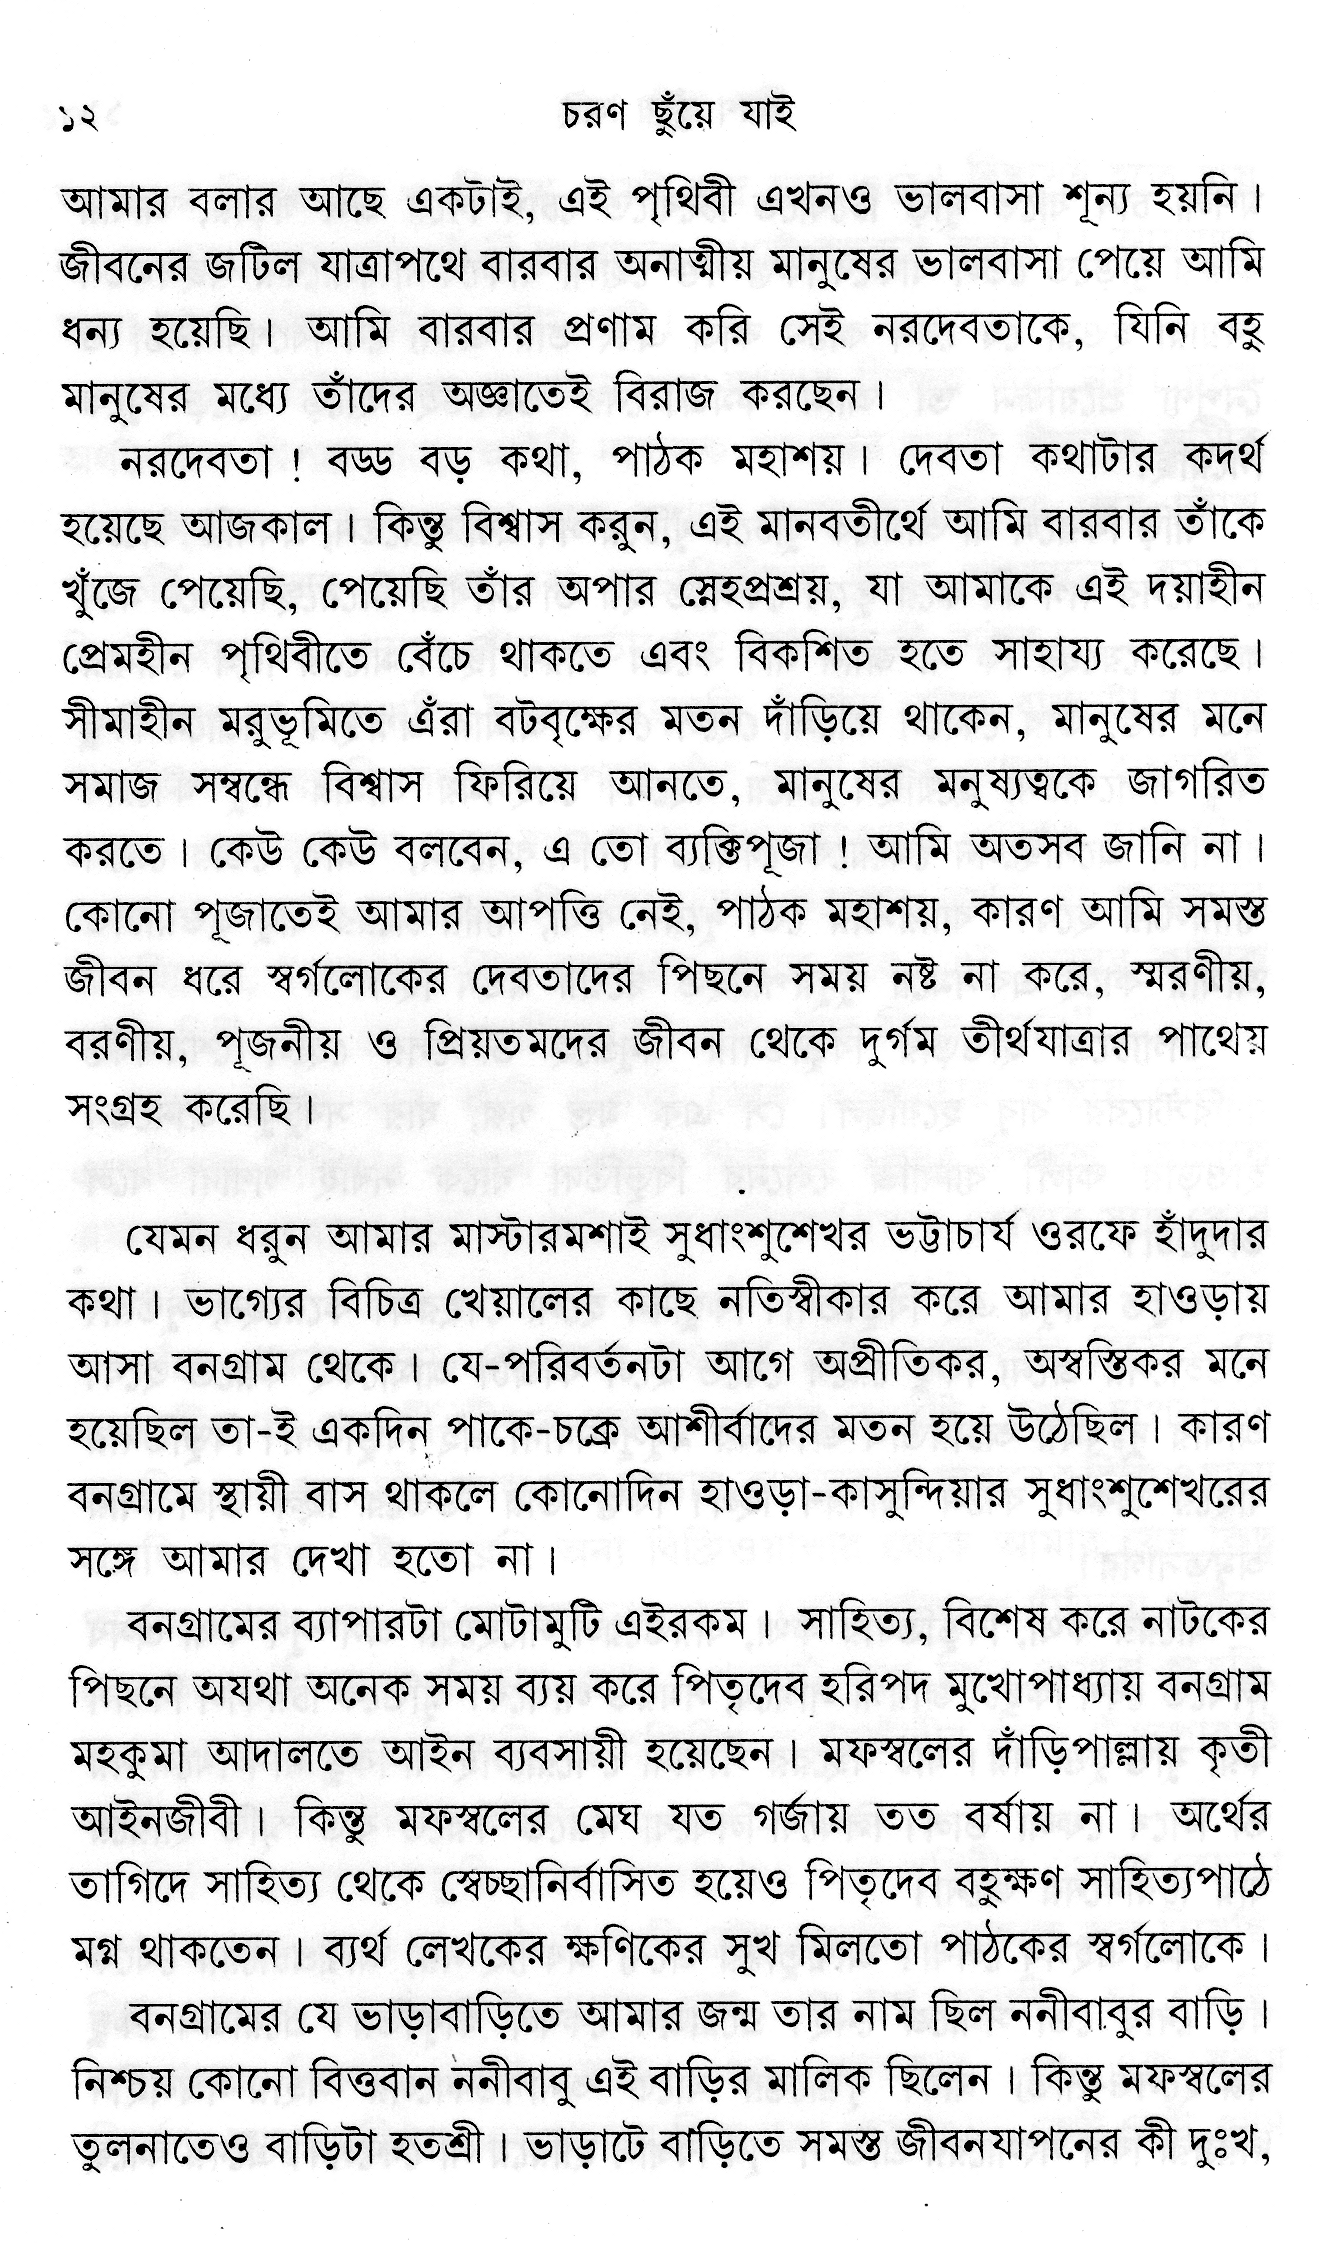 ১২
চরণ ছুঁয়ে যাই
আমার বলার আছে একটাই, এই পৃথিবী এখনও ভালবাসা শূন্য হয়নি।
জীবনের জটিল যাত্রাপথে বারবার অনাত্মীয় মানুষের ভালবাসা পেয়ে আমি
ধন্য হয়েছি। আমি বারবার প্রণাম করি সেই নরদেবতাকে, যিনি বহু
মানুষের মধ্যে তাঁদের অজ্ঞাতেই বিরাজ করছেন।
নরদেবতা! বড্ড বড় কথা, পাঠক মহাশয়। দেবতা কথাটার কদর্থ
হয়েছে আজকাল। কিন্তু বিশ্বাস করুন, এই মানবতীর্থে আমি বারবার তাঁকে
খুঁজে পেয়েছি, পেয়েছি তাঁর অপার স্নেহপ্রশ্রয়, যা আমাকে এই দয়াহীন
প্রেমহীন পৃথিবীতে বেঁচে থাকতে এবং বিকশিত হতে সাহায্য করেছে।
সীমাহীন মরুভূমিতে এঁরা বটবৃক্ষের মতন দাঁড়িয়ে থাকেন, মানুষের মনে
সমাজ সম্বন্ধে বিশ্বাস ফিরিয়ে আনতে, মানুষের মনুষ্যত্বকে জাগরিত
করতে। কেউ কেউ বলবেন, এ তো ব্যক্তিপূজা! আমি অতসব জানি না।
কোনো পূজাতেই আমার আপত্তি নেই, পাঠক মহাশয়, কারণ আমি সমস্ত
জীবন ধরে স্বর্গলোকের দেবতাদের পিছনে সময় নষ্ট না করে, স্মরণীয়,
বরণীয়, পূজনীয় ও প্রিয়তমদের জীবন থেকে দুর্গম তীর্থযাত্রার পাথেয়
সংগ্রহ করেছি।
যেমন ধরুন আমার মাস্টারমশাই সুধাংশুশেখর ভট্টাচার্য ওরফে হাঁদুদার
কথা। ভাগ্যের বিচিত্র খেয়ালের কাছে নতিস্বীকার করে আমার হাওড়ায়
আসা বনগ্রাম থেকে। যে-পরিবর্তনটা আগে অপ্রীতিকর, অস্বস্তিকর মনে
হয়েছিল তা-ই একদিন পাকে-চক্রে আশীর্বাদের মতন হয়ে উঠেছিল। কারণ
বনগ্রামে স্থায়ী বাস থাকলে কোনোদিন হাওড়া-কাসুন্দিয়ার সুধাংশুশেখরের
সঙ্গে আমার দেখা হতো না।
বনগ্রামের ব্যাপারটা মোটামুটি এইরকম। সাহিত্য, বিশেষ করে নাটকের
পিছনে অযথা অনেক সময় ব্যয় করে পিতৃদেব হরিপদ মুখোপাধ্যায় বনগ্রাম
মহকুমা আদালতে আইন ব্যবসায়ী হয়েছেন। মফস্বলের দাঁড়িপাল্লায় কৃতী
আইনজীবী। কিন্তু মফস্বলের মেঘ যত গর্জায় তত বর্ষায় না। অর্থের
তাগিদে সাহিত্য থেকে স্বেচ্ছানির্বাসিত হয়েও পিতৃদেব বহুক্ষণ সাহিত্যপাঠে
মগ্ন থাকতেন। ব্যর্থ লেখকের ক্ষণিকের সুখ মিলতো পাঠকের স্বর্গলোকে।
বনগ্রামের যে ভাড়াবাড়িতে আমার জন্ম তার নাম ছিল ননীবাবুর বাড়ি।
নিশ্চয় কোনো বিত্তবান ননীবাবু এই বাড়ির মালিক ছিলেন। কিন্তু মফস্বলের
তুলনাতেও বাড়িটা হতশ্রী। ভাড়াটে বাড়িতে সমস্ত জীবনযাপনের কী দুঃখ,